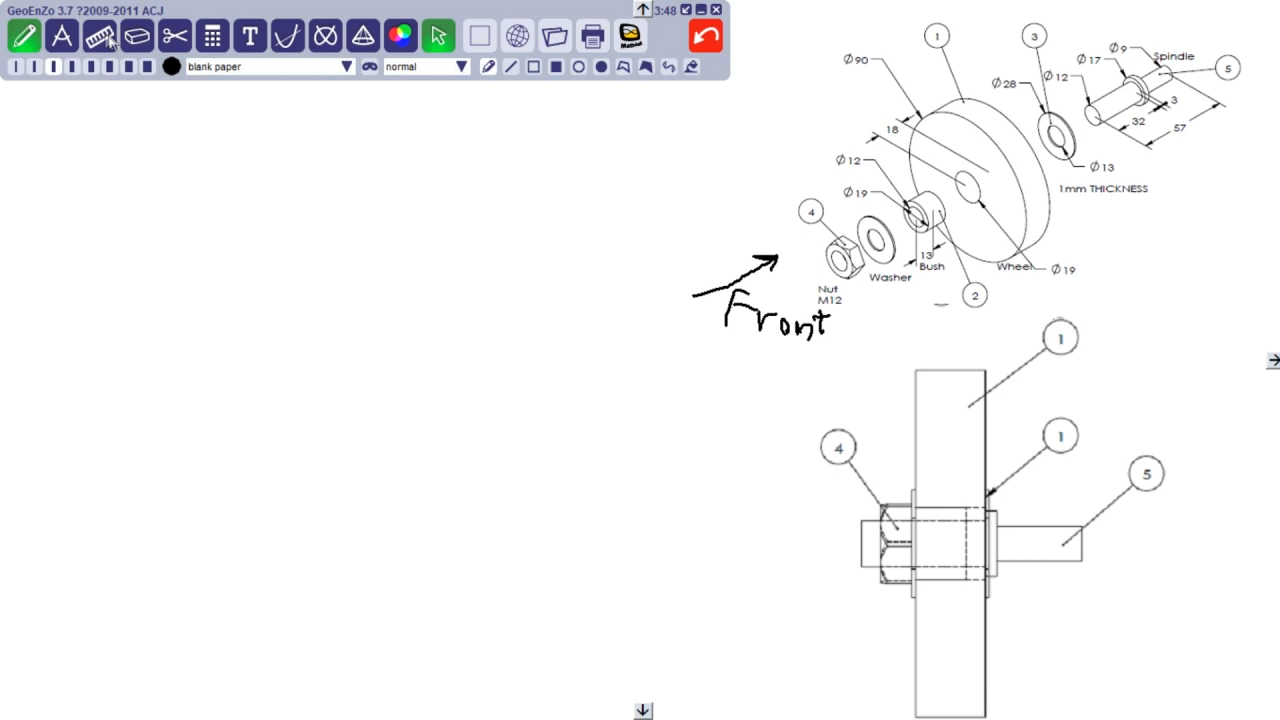 GeoEnZo 3.7 ?2009-2011 ACJ
3:48
T
Mathlet
blank paper
normal
1
3
Ø9
Spindle
Ø90
Ø17
5
Ø28
Ø12
3
18
32
57
Ø12
Ø13
Ø19
1mm THICKNESS
4
13
Bush
Wheel
Ø19
Washer
Nut
M12
2
Front
1
1
4
5